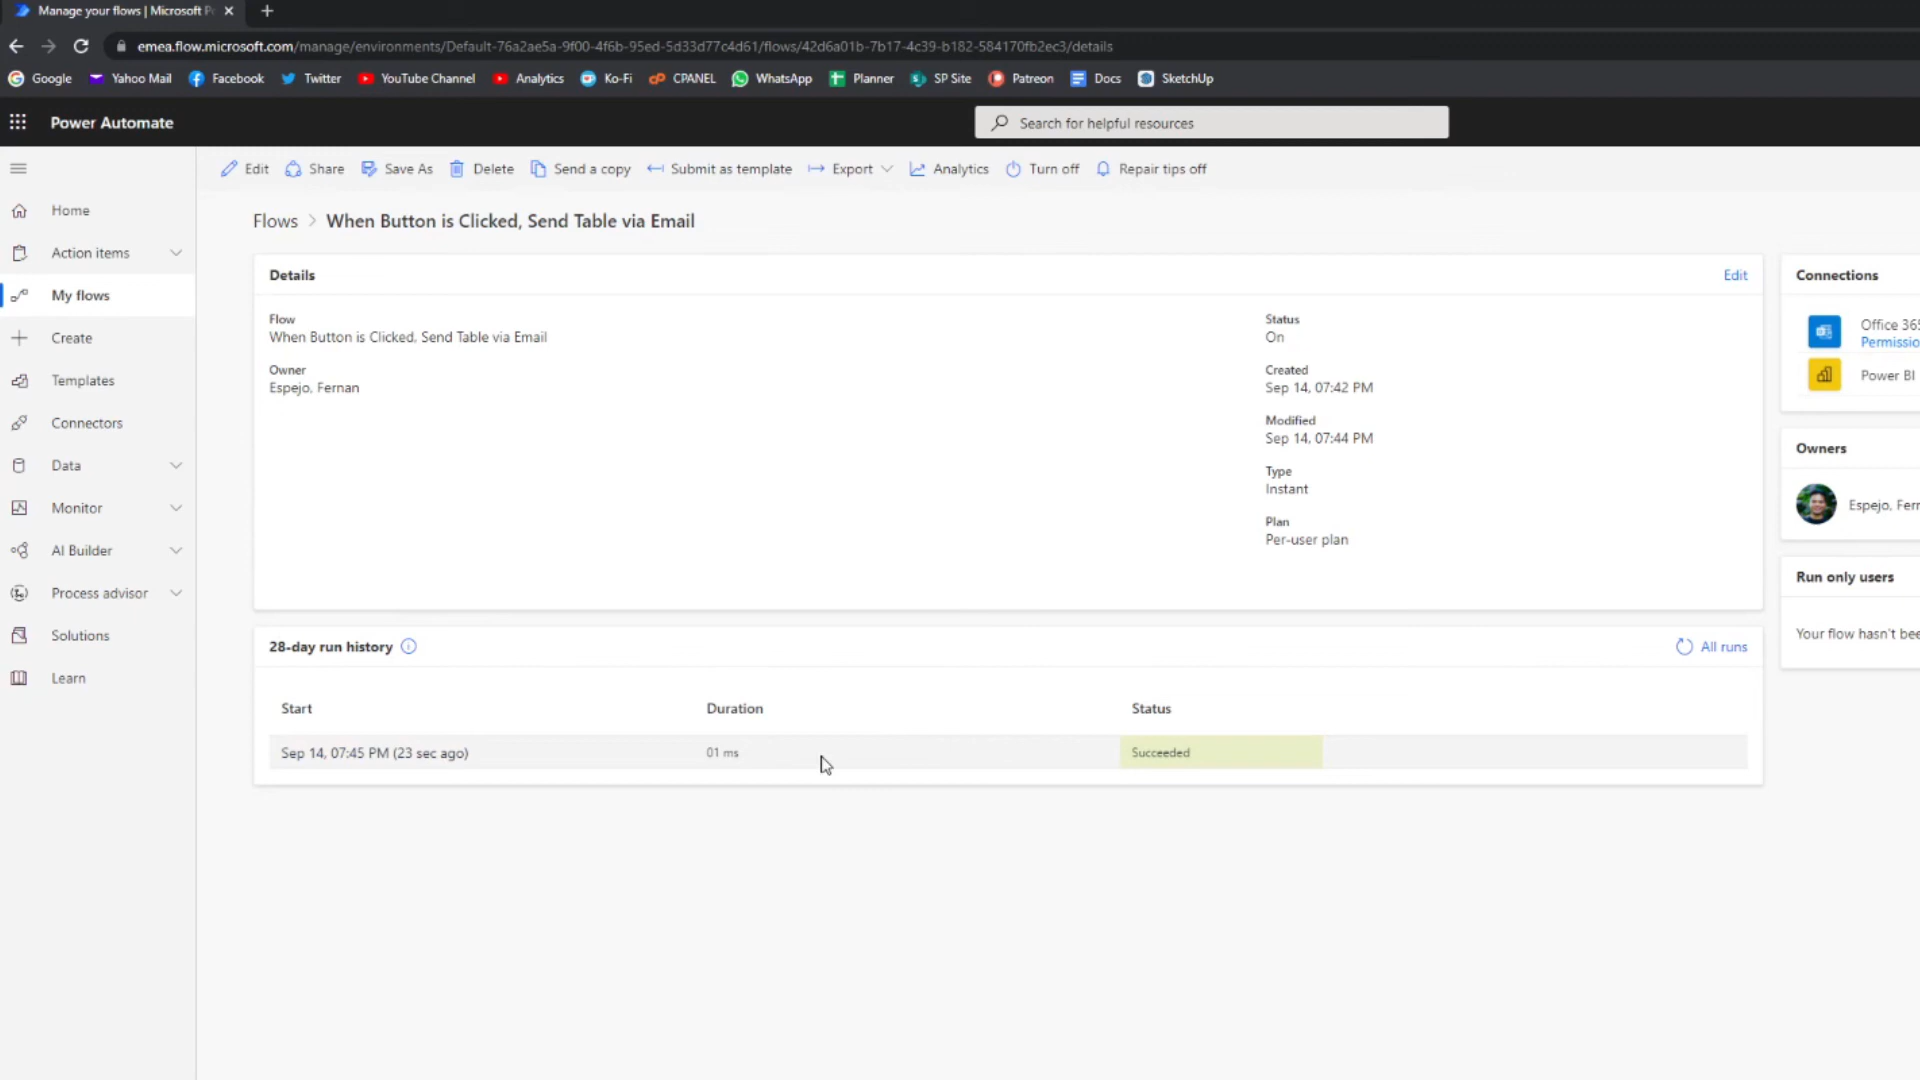 Manage your flows | Microsoft P
emea.flow.microsoft.com/manage/environments/Default-76a2ae5a-9f00-4f6b-95ed-5d33d77c4d61/flows/42d6a01b-7b17-4c39-b182-584170fb2ec3/details
Google Yahoo Mail Facebook Twitter YouTube Channel Analytics Ko-Fi CPANEL WhatsApp Planner SP Site Patreon Docs SketchUp
Power Automate
Search for helpful resources
Edit Share Save As Delete Send a copy Submit as template Export Analytics Turn off Repair tips off
Home
Action items
My flows
Create
Templates
Connectors
Data
Monitor
AI Builder
Process advisor
Solutions
Learn
Flows > When Button is Clicked, Send Table via Email
Details
Edit
Flow
When Button is Clicked, Send Table via Email
Owner
Espejo, Fernan
Status
On
Created
Sep 14, 07:42 PM
Modified
Sep 14, 07:44 PM
Type
Instant
Plan
Per-user plan
28-day run history
All runs
Start Duration Status
Sep 14, 07:45 PM (23 sec ago) 01 ms Succeeded
Connections
Office 365
Permissio
Power BI
Owners
Espejo, Fer
Run only users
Your flow hasn't bee